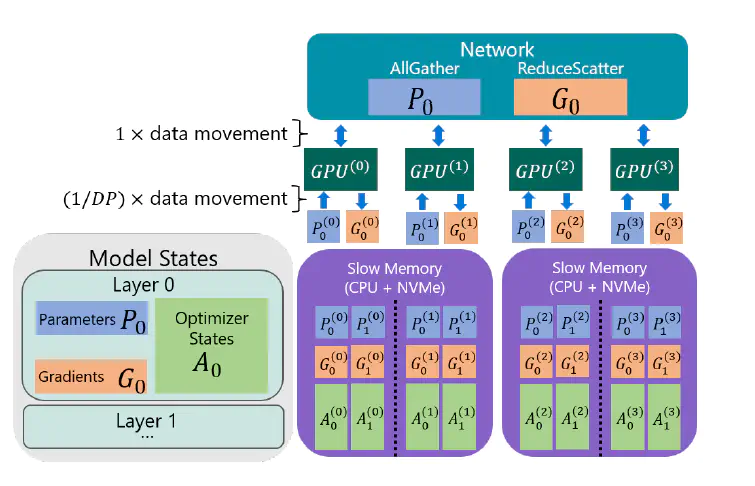 Network
AllGather ReduceScatter
P₀ G₀
1 × data movement
GPU⁽⁰⁾ GPU⁽¹⁾ GPU⁽²⁾ GPU⁽³⁾
(1/DP) × data movement
P₀⁽⁰⁾ G₀⁽⁰⁾ P₀⁽¹⁾ G₀⁽¹⁾ P₀⁽²⁾ G₀⁽²⁾ P₀⁽³⁾ G₀⁽³⁾
Model States
Layer 0
Parameters P₀
Optimizer
States
A₀
Gradients G₀
Layer 1
...
Slow Memory
(CPU + NVMe)
P₀⁽⁰⁾ P₁⁽⁰⁾ P₀⁽¹⁾ P₁⁽¹⁾
G₀⁽⁰⁾ G₁⁽⁰⁾ G₀⁽¹⁾ G₁⁽¹⁾
A₀⁽⁰⁾ A₁⁽⁰⁾ A₀⁽¹⁾ A₁⁽¹⁾
Slow Memory
(CPU + NVMe)
P₀⁽²⁾ P₁⁽²⁾ P₀⁽³⁾ P₁⁽³⁾
G₀⁽²⁾ G₁⁽²⁾ G₀⁽³⁾ G₁⁽³⁾
A₀⁽²⁾ A₁⁽²⁾ A₀⁽³⁾ A₁⁽³⁾